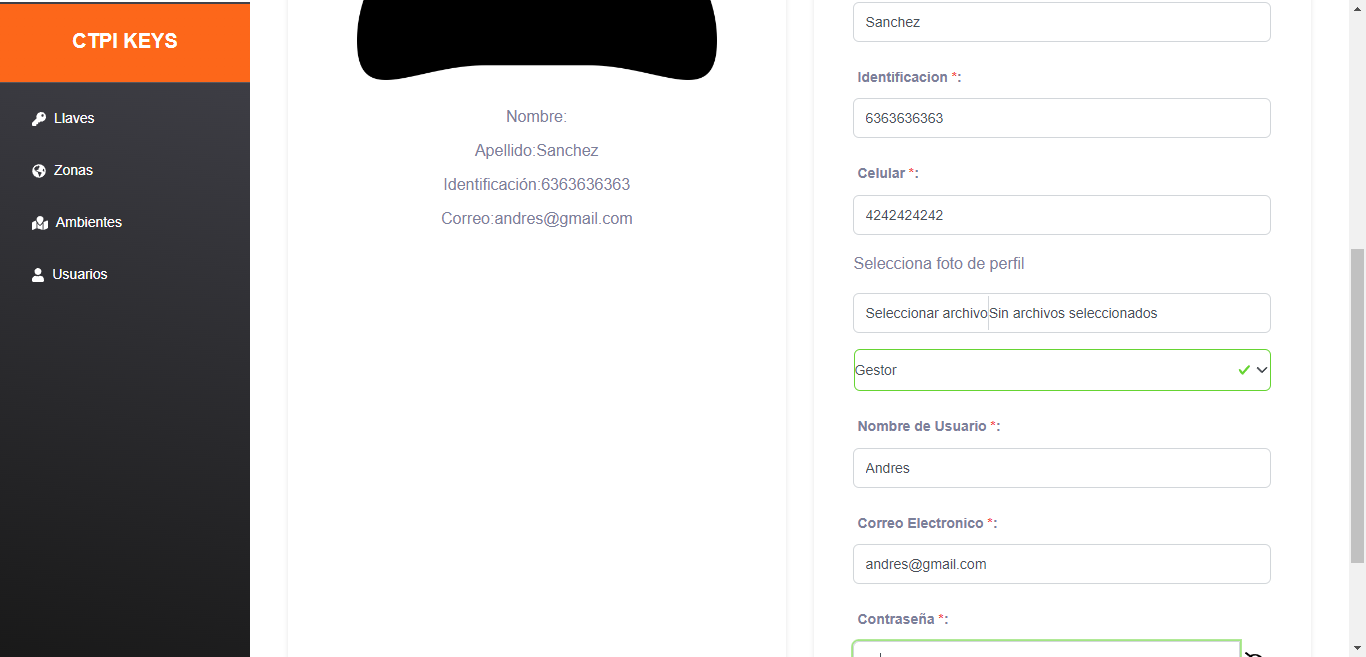 CTPI KEYS
Llaves
Zonas
Ambientes
Usuarios
Nombre:
Apellido:Sanchez
Identificación:6363636363
Correo:andres@gmail.com
Sanchez
Identificacion *:
6363636363
Celular *:
4242424242
Selecciona foto de perfil
Seleccionar archivo Sin archivos seleccionados
Gestor
Nombre de Usuario *:
Andres
Correo Electronico *:
andres@gmail.com
Contraseña *: